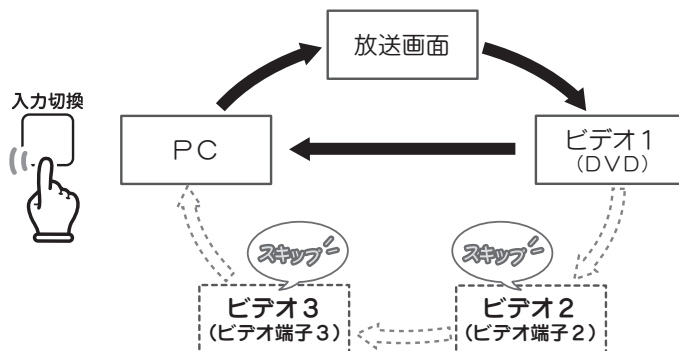 放送画面
入力切換
PC
ビデオ1
(DVD)
スキップ
スキップ
ビデオ3
(ビデオ端子3)
ビデオ2
(ビデオ端子2)